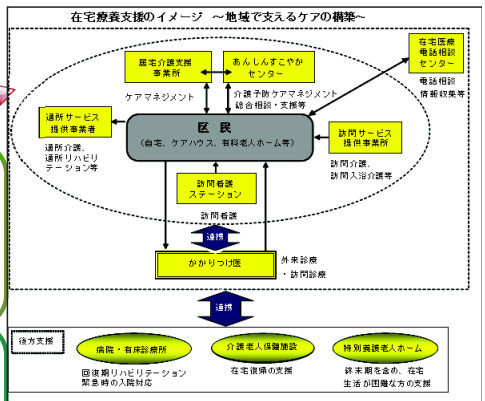 在宅療養支援のイメージ ～地域で支えるケアの構築～
居宅介護支援
事業所
あんしんすこやか
センター
在宅医療
電話相談
センター
電話相談
情報収集等
ケアマネジメント
介護予防ケアマネジメント
総合相談・支援等
通所サービス
提供事業者
通所介護、
通所リハビリ
テーション等
区 民
(自宅、ケアハウス、有料老人ホーム等)
訪問サービス
提供事業所
訪問介護、
訪問入浴介護等
訪問看護
ステーション
訪問看護
連携
かかりつけ医
外来診療
・訪問診療
連携
後方支援
病院・有床診療所
回復期リハビリテーション
緊急時の入院対応
介護老人保健施設
在宅復帰の支援
特別養護老人ホーム
終末期を含め、在宅
生活が困難な方の支援